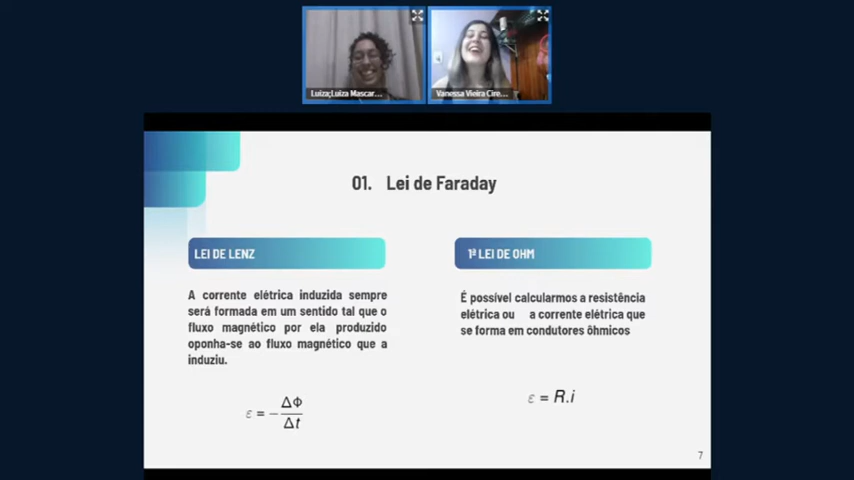 Luiza;Luiza Mascar...
Vanessa Vieira Cire...
01. Lei de Faraday
LEI DE LENZ
A corrente elétrica induzida sempre
será formada em um sentido tal que o
fluxo magnético por ela produzido
oponha-se ao fluxo magnético que a
induziu.
ε = −ΔΦ/Δt
1ª LEI DE OHM
É possível calcularmos a resistência
elétrica ou a corrente elétrica que
se forma em condutores ôhmicos
ε = R.i
7